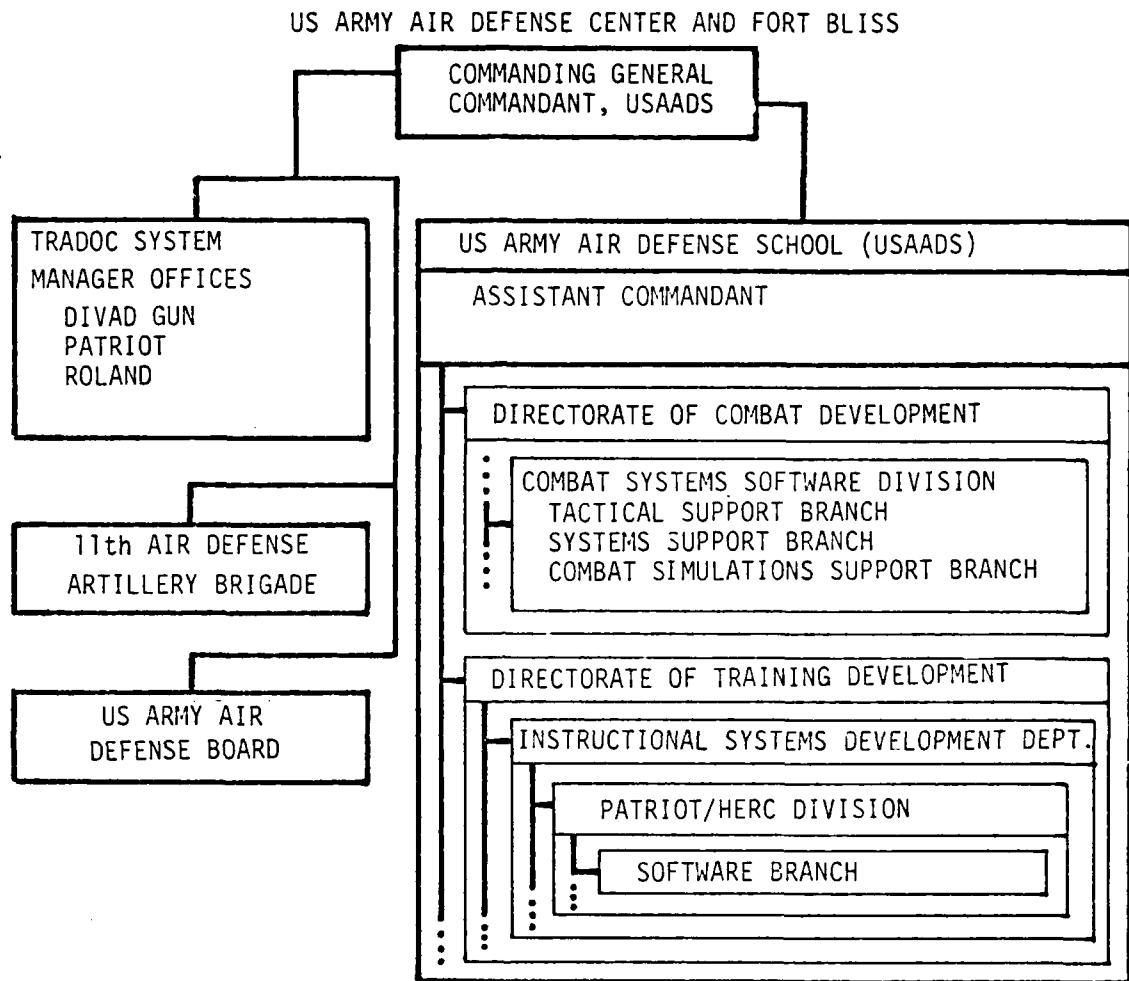 US ARMY AIR DEFENSE CENTER AND FORT BLISS
COMMANDING GENERAL
COMMANDANT, USAADS
TRADOC SYSTEM
MANAGER OFFICES
DIVAD GUN
PATRIOT
ROLAND
11th AIR DEFENSE
ARTILLERY BRIGADE
US ARMY AIR
DEFENSE BOARD
US ARMY AIR DEFENSE SCHOOL (USAADS)
ASSISTANT COMMANDANT
DIRECTORATE OF COMBAT DEVELOPMENT
COMBAT SYSTEMS SOFTWARE DIVISION
TACTICAL SUPPORT BRANCH
SYSTEMS SUPPORT BRANCH
COMBAT SIMULATIONS SUPPORT BRANCH
DIRECTORATE OF TRAINING DEVELOPMENT
INSTRUCTIONAL SYSTEMS DEVELOPMENT DEPT.
PATRIOT/HERC DIVISION
SOFTWARE BRANCH